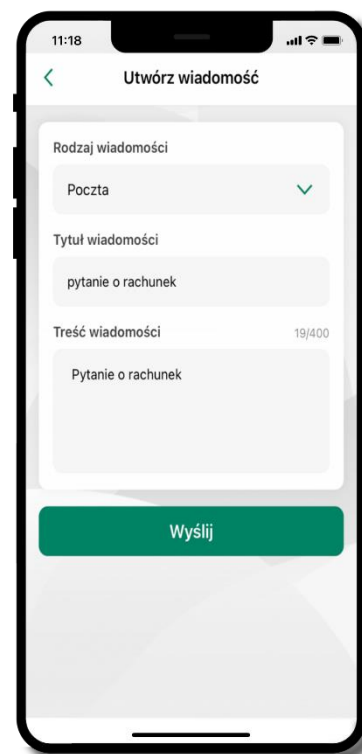 11:18
Utwórz wiadomość
Rodzaj wiadomości
Poczta
Tytuł wiadomości
pytanie o rachunek
Treść wiadomości 19/400
Pytanie o rachunek
Wyślij